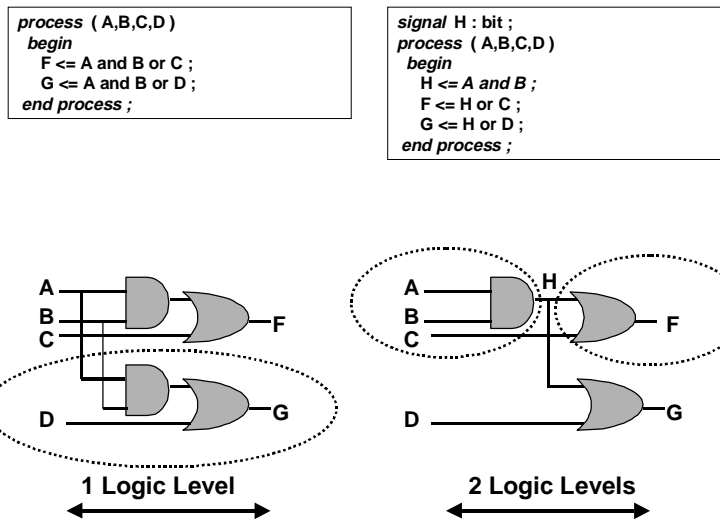 process ( A,B,C,D )
begin
F <= A and B or C ;
G <= A and B or D ;
end process ;
signal H : bit ;
process ( A,B,C,D )
begin
H <= A and B ;
F <= H or C ;
G <= H or D ;
end process ;
A
B
C
D
F
G
1 Logic Level
A
B
C
D
H
F
G
2 Logic Levels